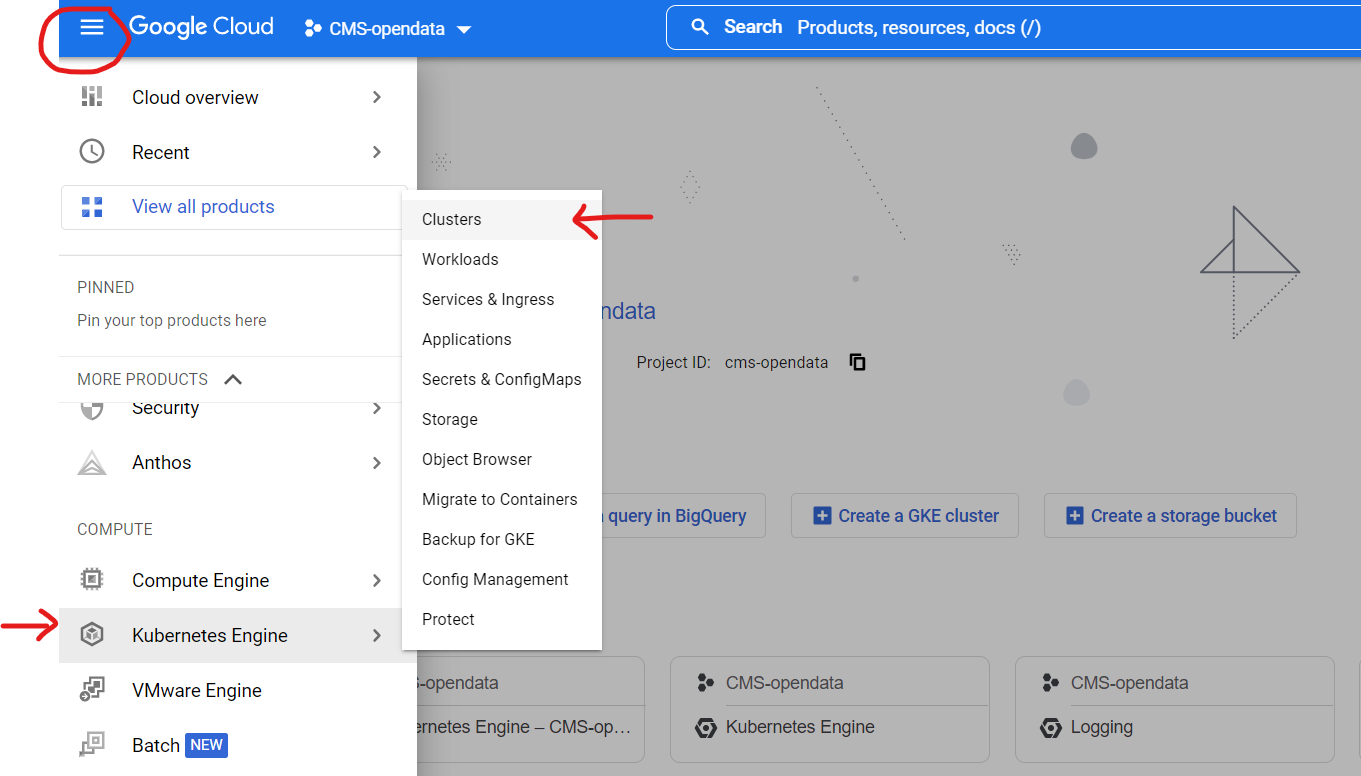 Google Cloud
CMS-opendata
Search Products, resources, docs (/)
Cloud overview
Recent
View all products
PINNED
Pin your top products here
MORE PRODUCTS
Security
Anthos
COMPUTE
Compute Engine
Kubernetes Engine
VMware Engine
Batch NEW
Clusters
Workloads
Services & Ingress
Applications
Secrets & ConfigMaps
Storage
Object Browser
Migrate to Containers
Backup for GKE
Config Management
Protect
ndata
Project ID: cms-opendata
query in BigQuery
Create a GKE cluster
Create a storage bucket
-opendata
ernetes Engine – CMS-op...
CMS-opendata
Kubernetes Engine
CMS-opendata
Logging